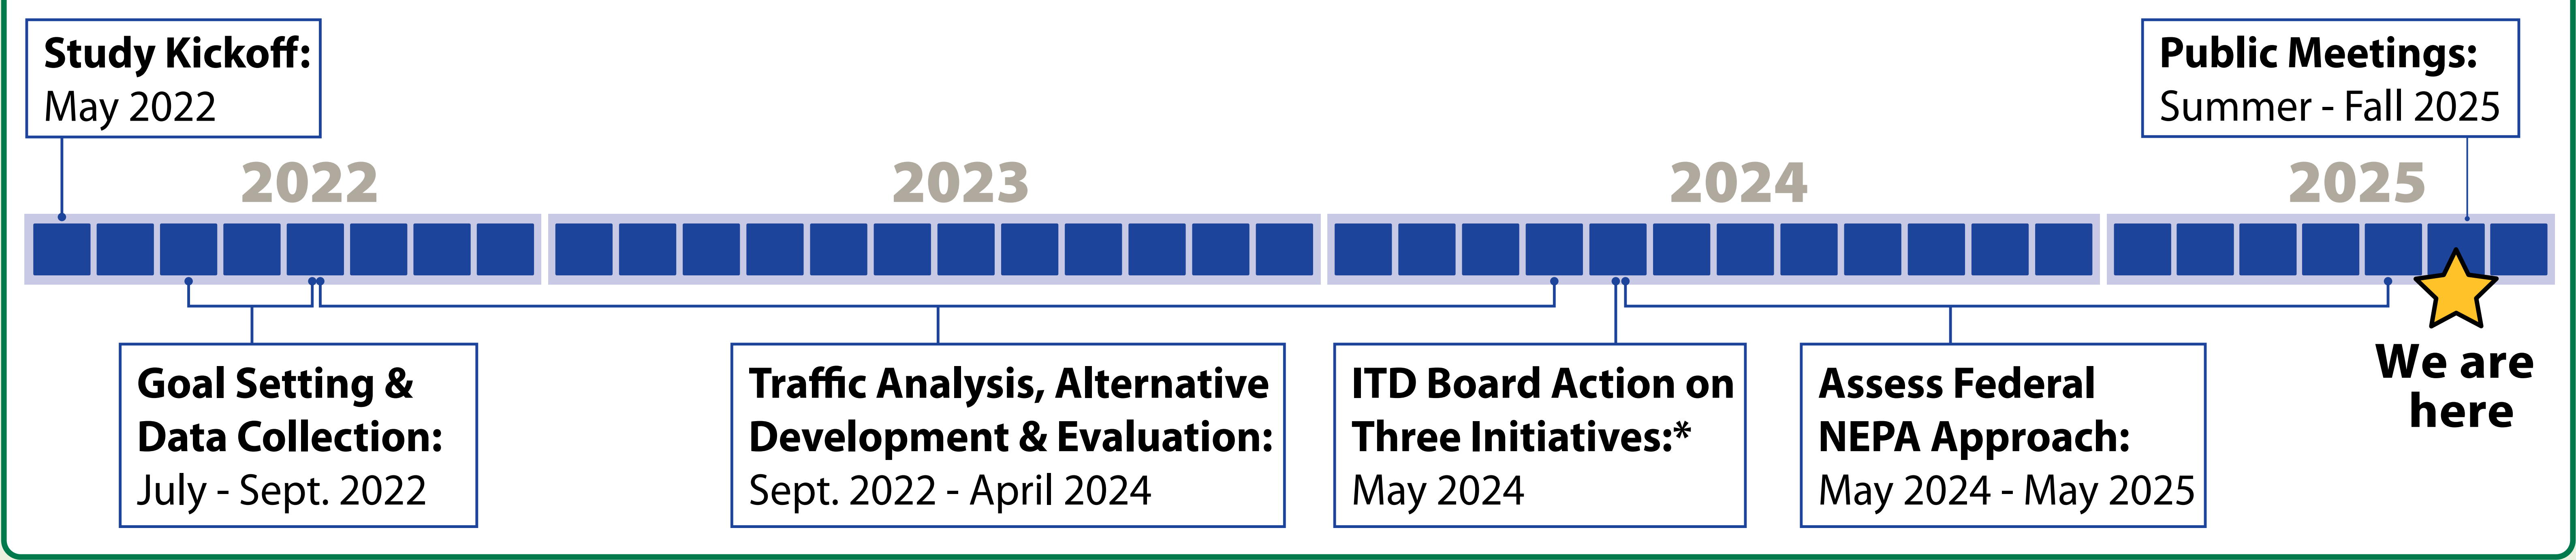 Study Kickoff:
May 2022
Public Meetings:
Summer - Fall 2025
2022
2023
2024
2025
Goal Setting &
Data Collection:
July - Sept. 2022
Traffic Analysis, Alternative
Development & Evaluation:
Sept. 2022 - April 2024
ITD Board Action on
Three Initiatives:*
May 2024
Assess Federal
NEPA Approach:
May 2024 - May 2025
We are
here